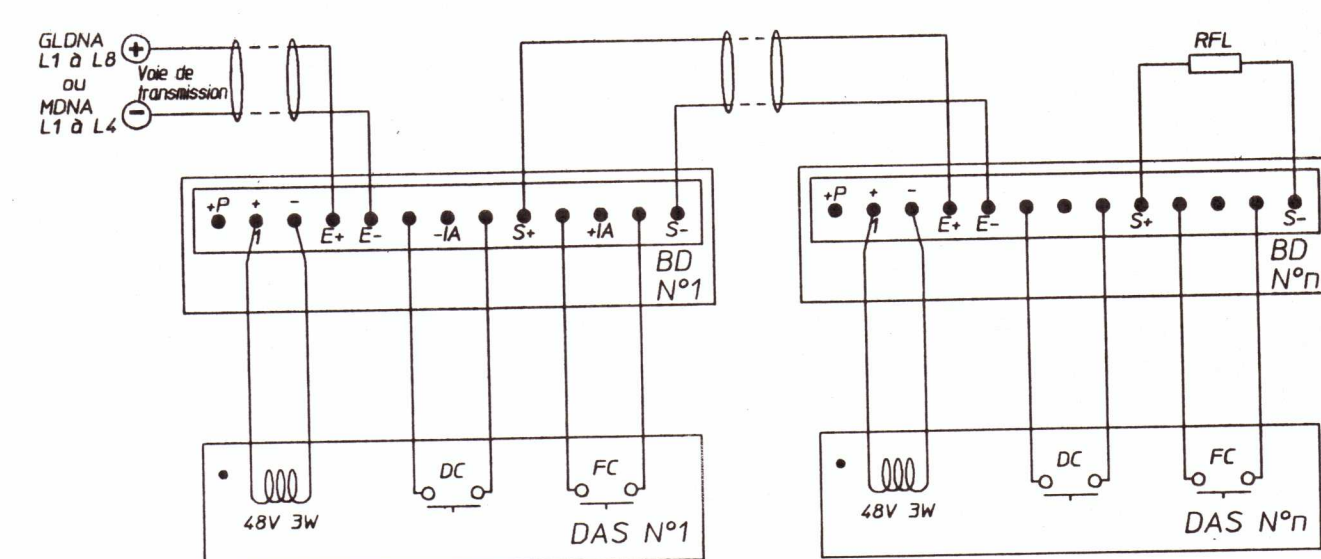 GLDNA
L1 à L8
ou
MDNA
L1 à L4
+
-
Voie de
transmission
RFL
+P + -
1 E+ E- -IA S+ +IA S-
BD
N°1
+P + -
1 E+ E- S+ S-
BD
N°n
48V 3W
DC
FC
DAS N°1
48V 3W
DC
FC
DAS N°n